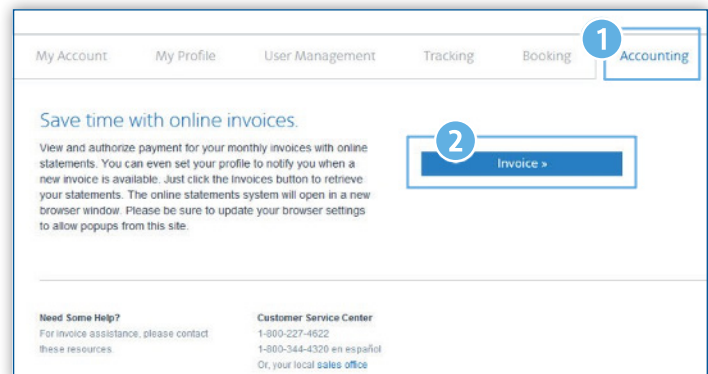 1
My Account My Profile User Management Tracking Booking Accounting
Save time with online invoices.
View and authorize payment for your monthly invoices with online
statements. You can even set your profile to notify you when a
new invoice is available. Just click the Invoices button to retrieve
your statements. The online statements system will open in a new
browser window. Please be sure to update your browser settings
to allow popups from this site.
2
Invoice »
Need Some Help?
For invoice assistance, please contact
these resources.
Customer Service Center
1-800-227-4622
1-800-344-4320 en español
Or, your local sales office